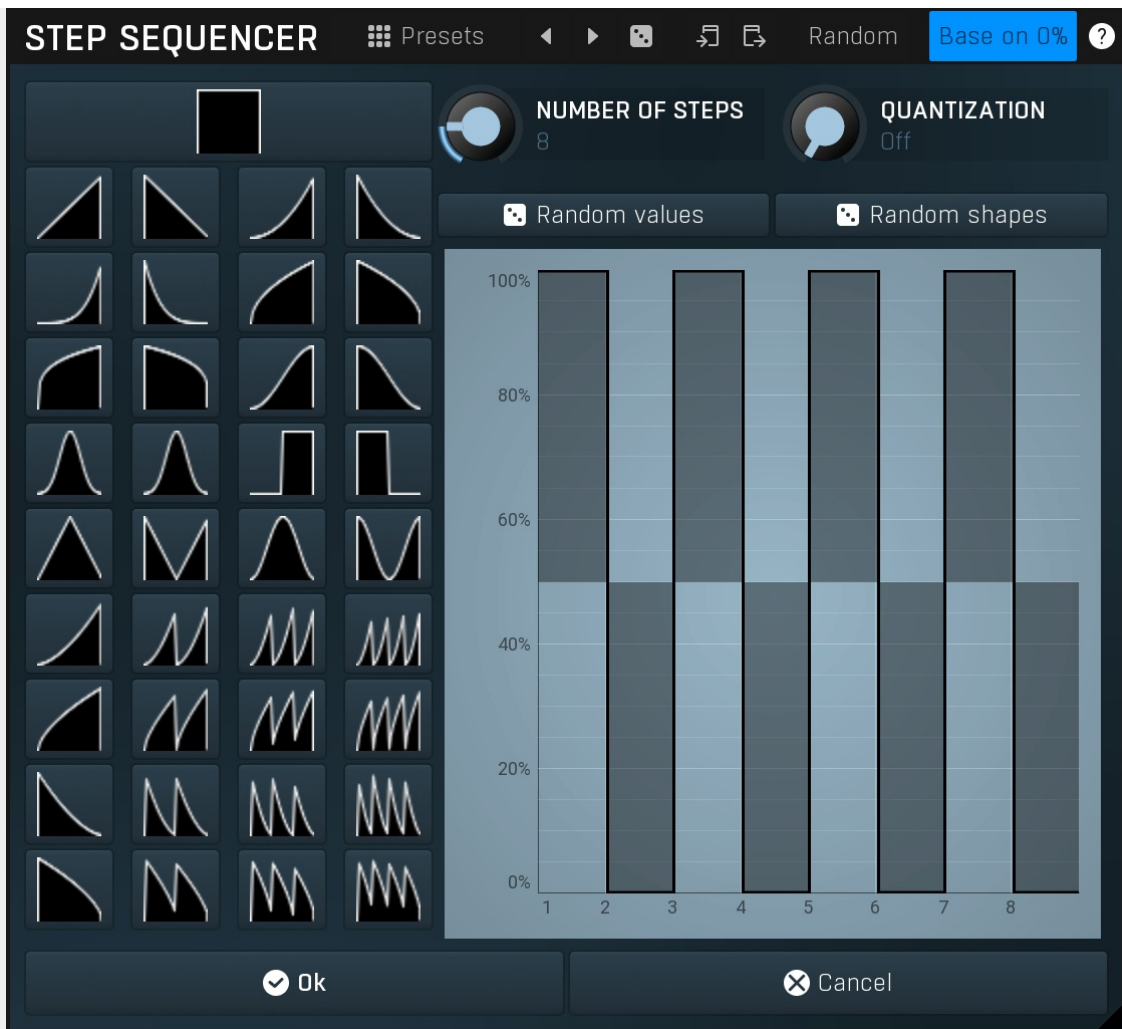 STEP SEQUENCER Presets Random Base on 0% ?
NUMBER OF STEPS
8
QUANTIZATION
Off
Random values
Random shapes
100%
80%
60%
40%
20%
0%
1 2 3 4 5 6 7 8
Ok
Cancel